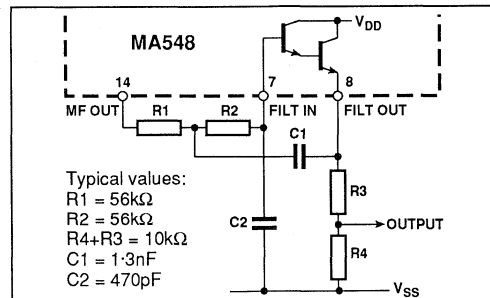 MA548
VDD
14
7
8
MF OUT
R1
R2
FILT IN
FILT OUT
C1
Typical values:
R1 = 56kΩ
R2 = 56kΩ
R4+R3 = 10kΩ
C1 = 1·3nF
C2 = 470pF
C2
R3
OUTPUT
R4
VSS